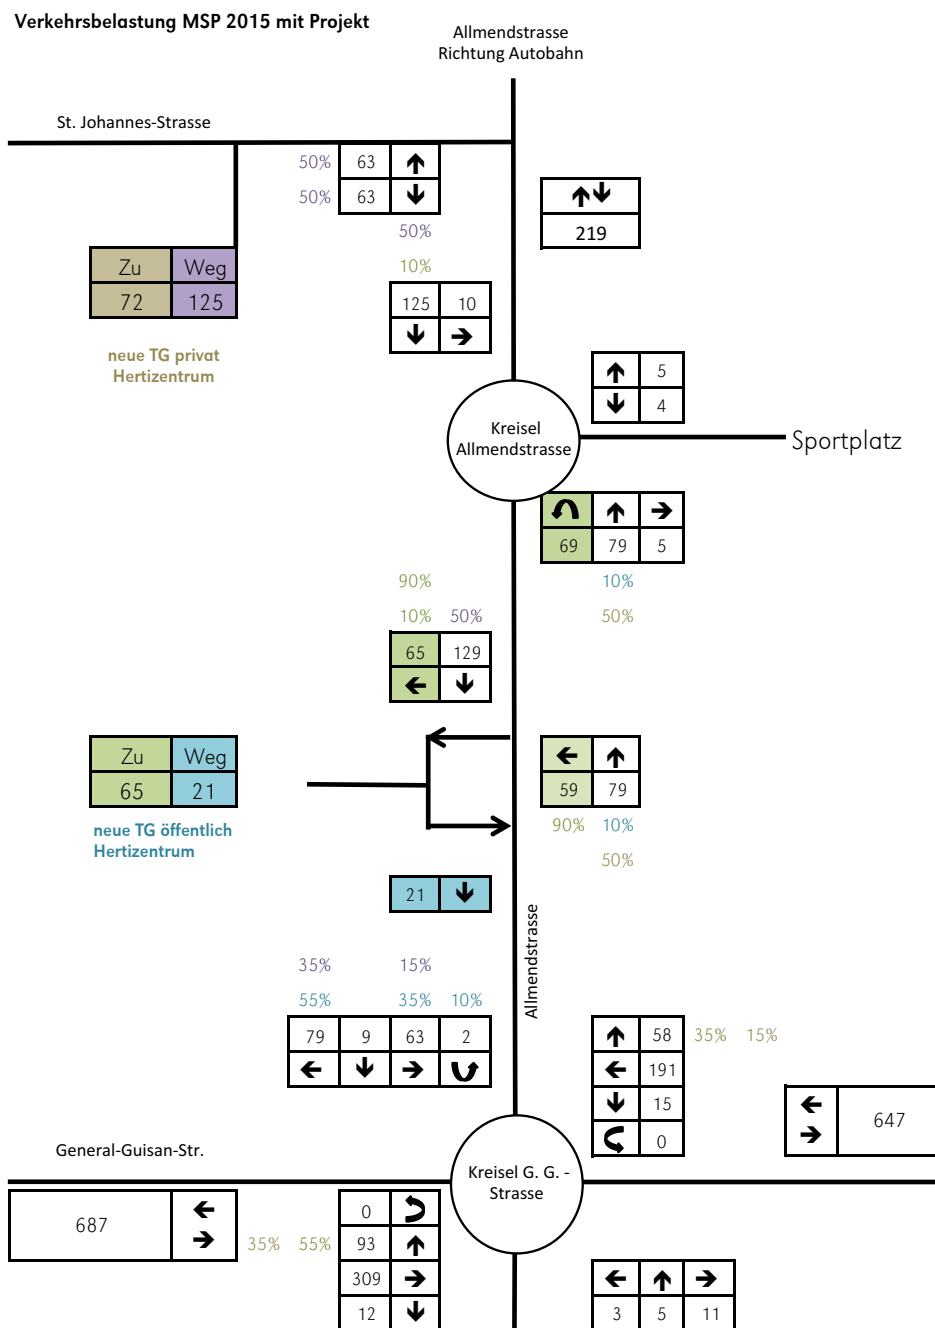 Verkehrsbelastung MSP 2015 mit Projekt
Allmendstrasse
Richtung Autobahn
St. Johannes-Strasse
50% 63
50% 63
219
50%
10%
Zu Weg
72 125
125 10
neue TG privat
Hertizentrum
5
4
Kreisel
Allmendstrasse
Sportplatz
69 79 5
90%
10%
10% 50%
50%
65 129
Zu Weg
65 21
59 79
neue TG öffentlich
Hertizentrum
90% 10%
50%
21
Allmendstrasse
35% 15%
55% 35% 10%
79 9 63 2
58 35% 15%
191
15
0
647
General-Guisan-Str.
Kreisel G. G. -
Strasse
687
35% 55%
0
93
309
12
3 5 11